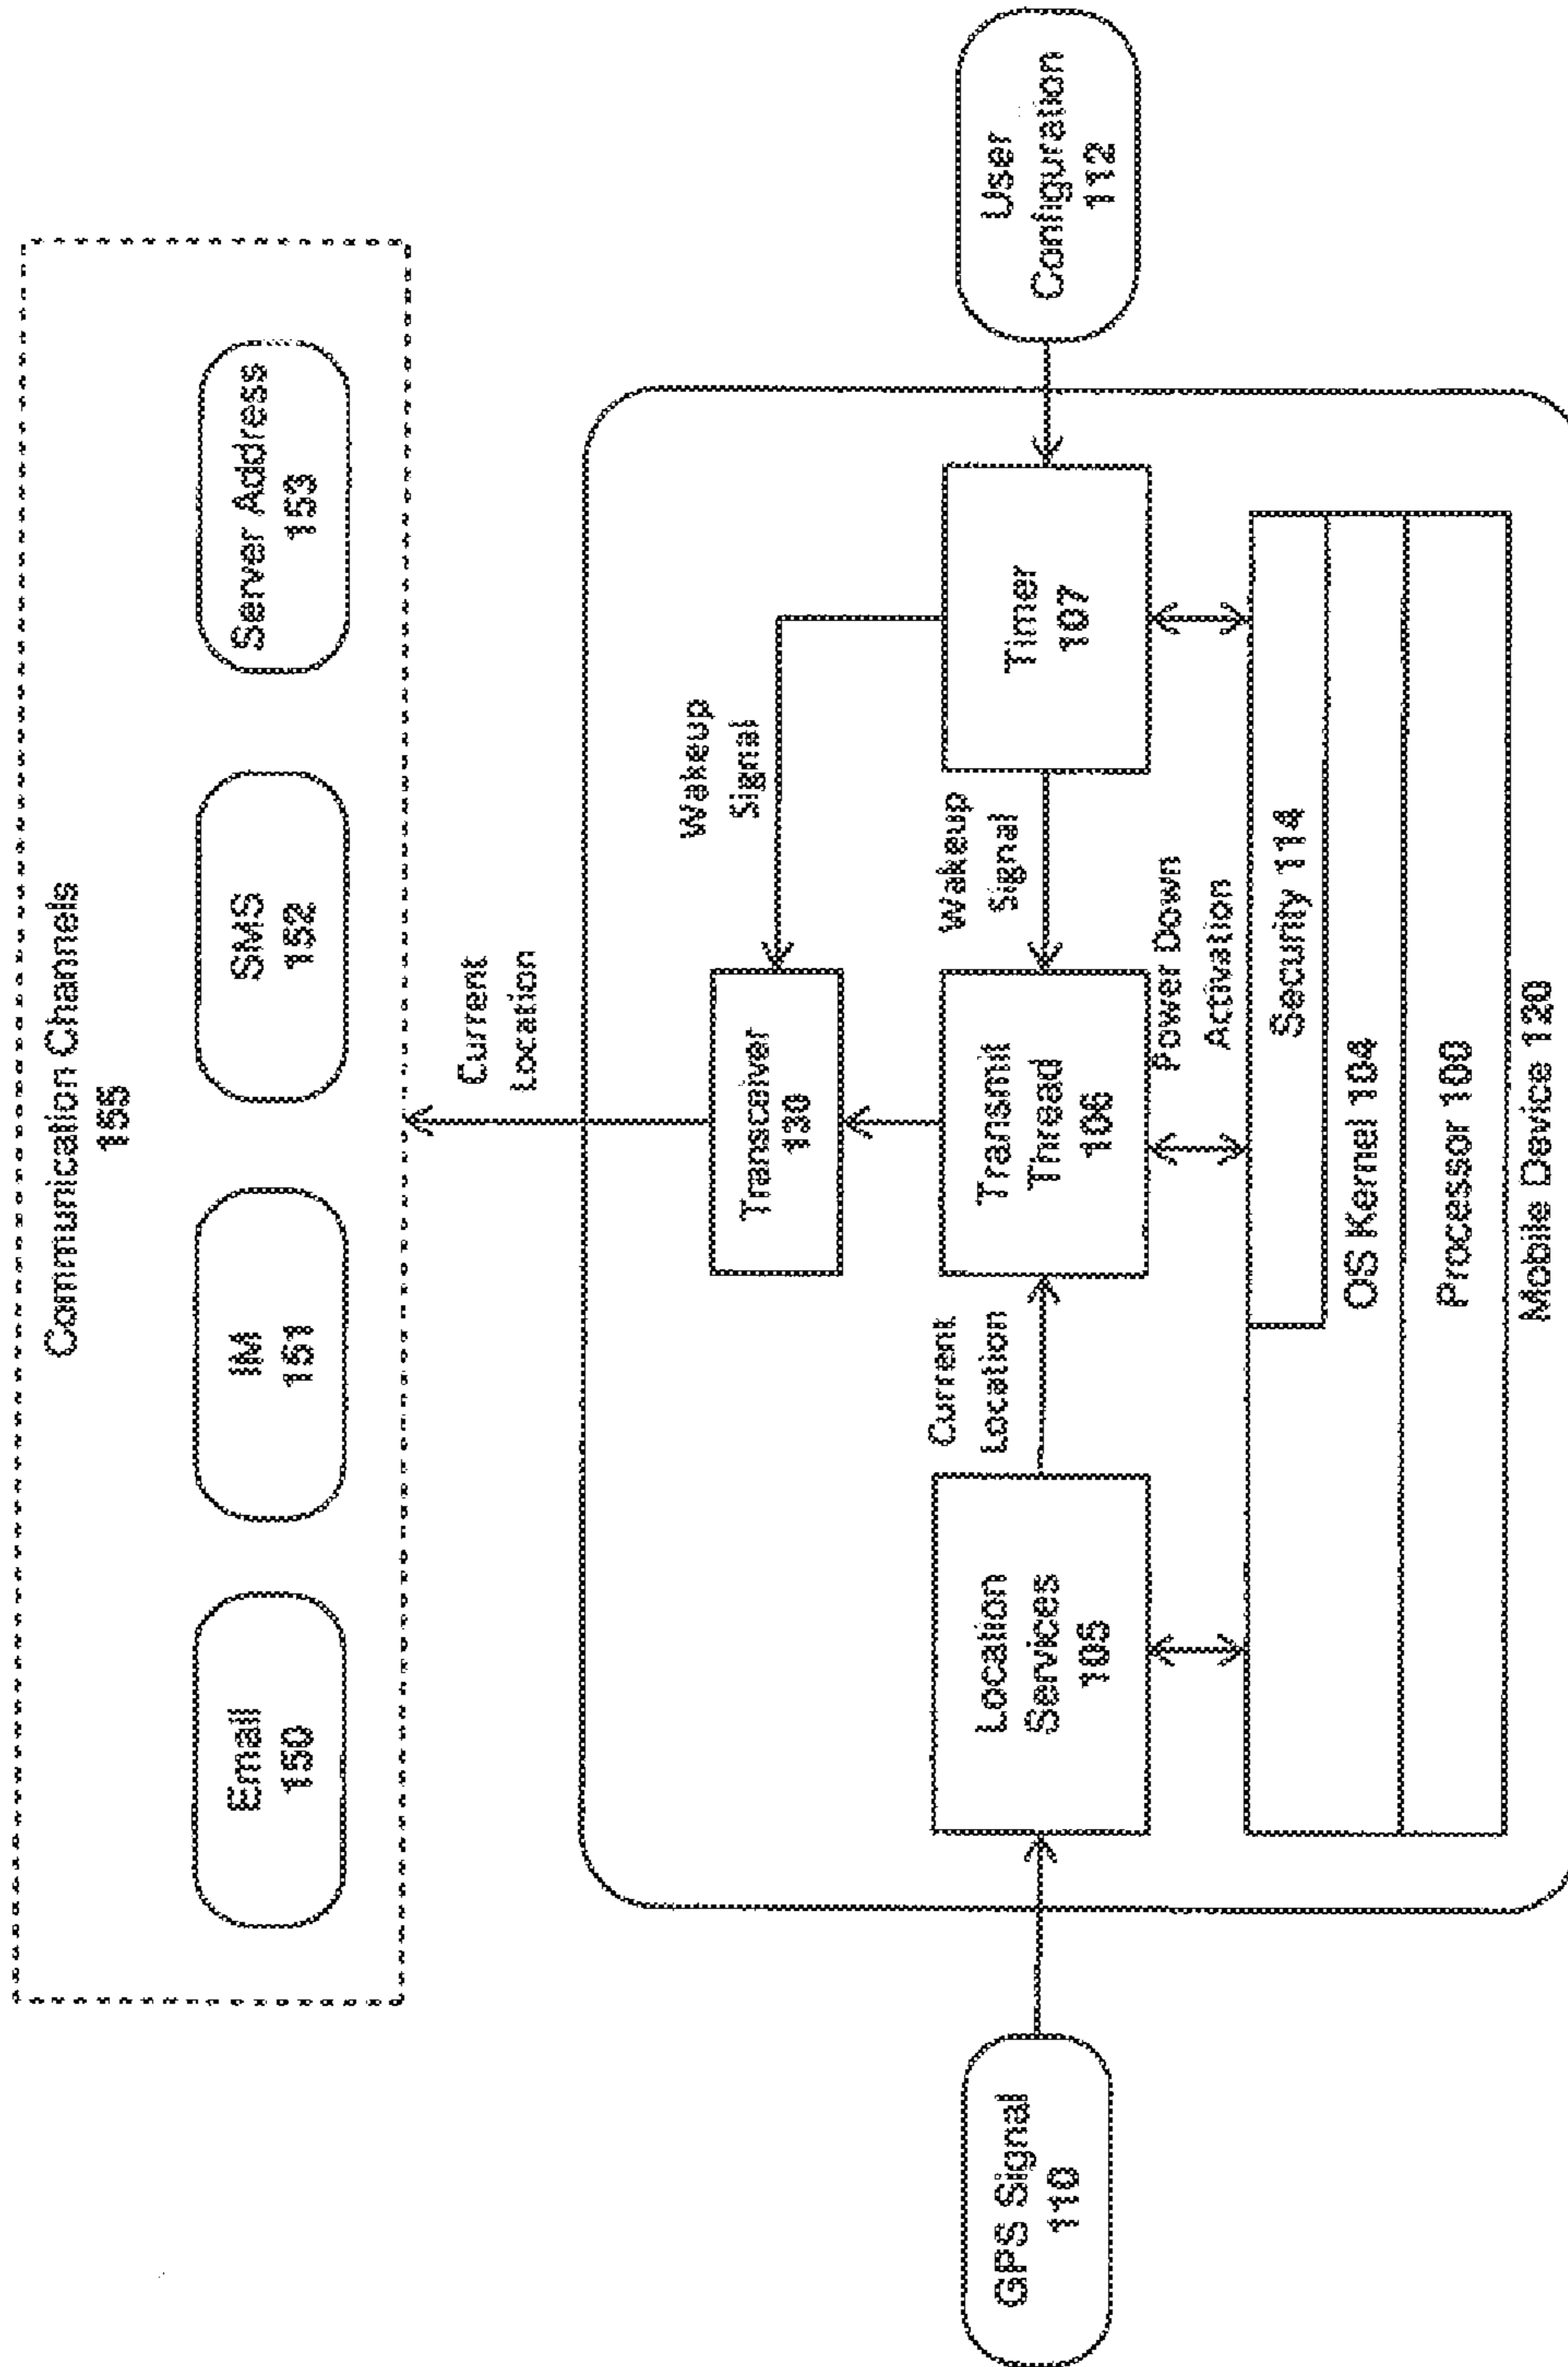 Communication Channels
155
Email
150
IM
151
SMS
152
Server Address
153
Current
Location
Wakeup
Signal
Transceiver
130
GPS Signal
110
Location
Services
105
Current
Location
Transmit
Thread
106
Wakeup
Signal
Timer
107
User
Configuration
112
Power Down
Activation
Security 114
OS Kernel 104
Processor 100
Mobile Device 120